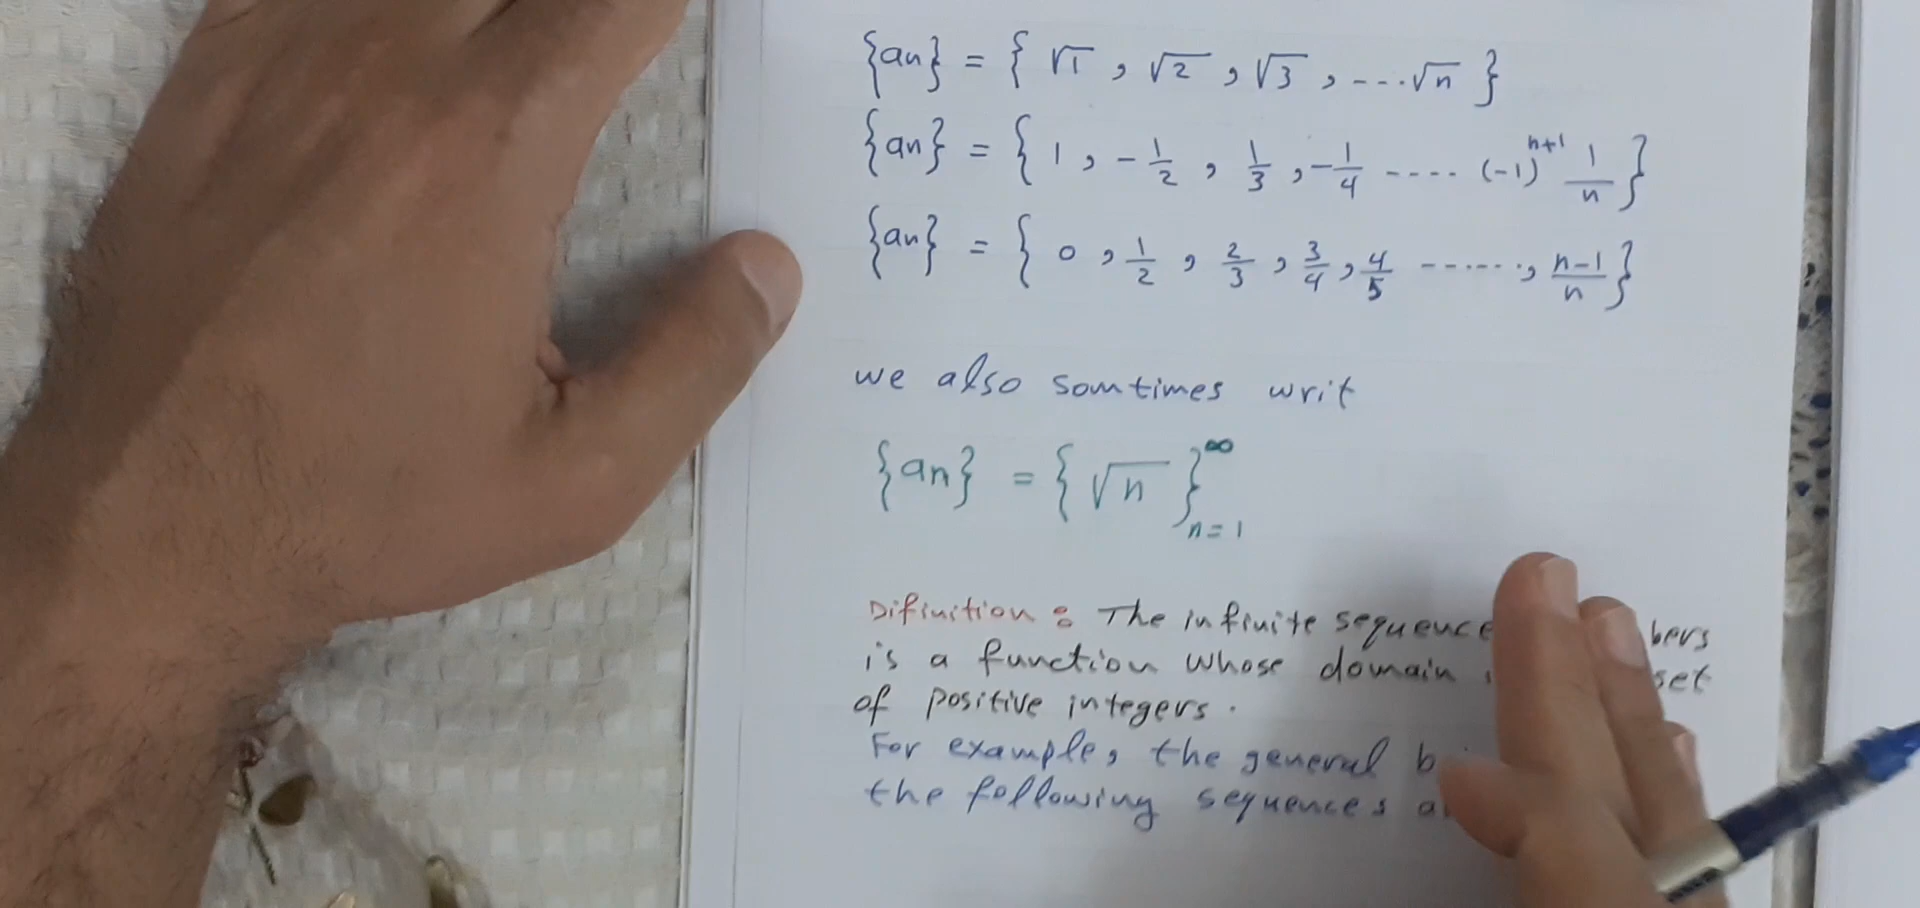 {an} = { √1 , √2 , √3 , ---. √n }
{an} = { 1 , - 1/2 , 1/3 , - 1/4 ---- (-1)^n+1 1/n }
{an} = { 0 , 1/2 , 2/3 , 3/4 , 4/5 ------ , n-1/n }
we also somtimes writ
{an} = { √n }^∞ n=1
Difinition : The infinite sequence bers
is a function whose domain set
of positive integers .
For example , the general
the following sequences